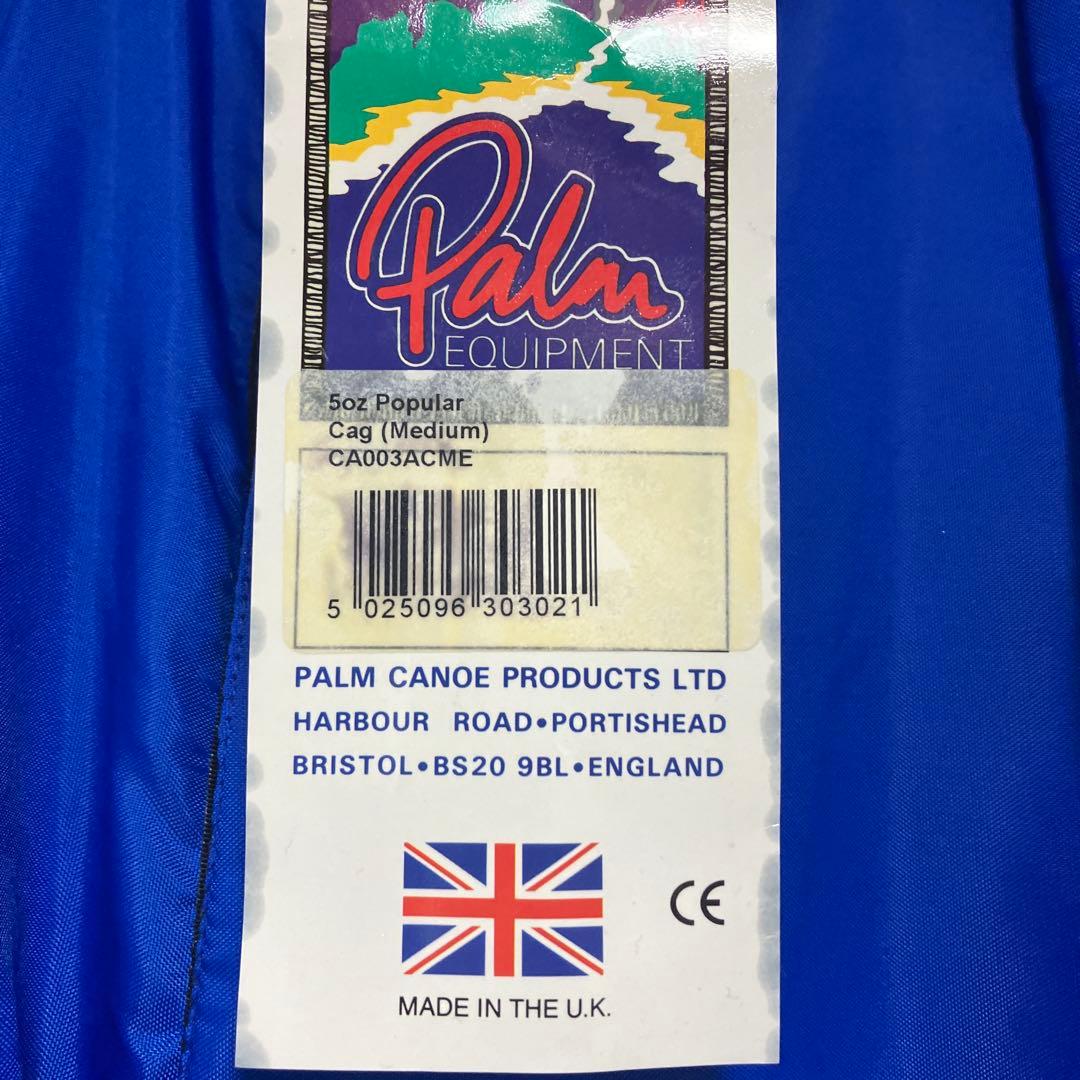 Palm
EQUIPMENT
5oz Popular
Cag (Medium)
CA003ACME
5 025096 303021
PALM CANOE PRODUCTS LTD
HARBOUR ROAD•PORTISHEAD
BRISTOL•BS20 9BL•ENGLAND
CE
MADE IN THE U.K.